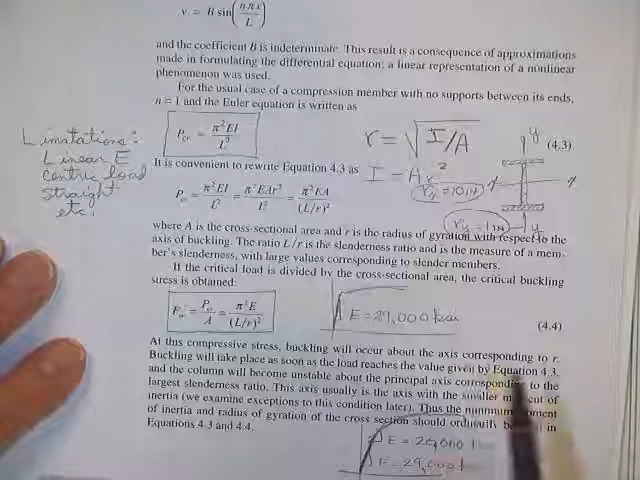 v = B sin(nπx/L)
and the coefficient B is indeterminate. This result is a consequence of approximations
made in formulating the differential equation; a linear representation of a nonlinear
phenomenon was used.
For the usual case of a compression member with no supports between its ends,
n = 1 and the Euler equation is written as
Pcr = π²EI/L²
r = √I/A
y
(4.3)
Limitations:
Linear E
centric load
straight
etc.
It is convenient to rewrite Equation 4.3 as
I = Ar²
rx = 10 IN
Pcr = π²EI/L² = π²EAr²/L² = π²EA/(L/r)²
ry = 1 IN
y
where A is the cross-sectional area and r is the radius of gyration with respect to the
axis of buckling. The ratio L/r is the slenderness ratio and is the measure of a mem-
ber's slenderness, with large values corresponding to slender members.
If the critical load is divided by the cross-sectional area, the critical buckling
stress is obtained:
Fcr = Pcr/A = π²E/(L/r)²
E = 29,000 ksi
(4.4)
At this compressive stress, buckling will occur about the axis corresponding to r.
Buckling will take place as soon as the load reaches the value given by Equation 4.3,
and the column will become unstable about the principal axis corresponding to the
largest slenderness ratio. This axis usually is the axis with the smaller moment of
inertia (we examine exceptions to this condition later). Thus the minimum moment
of inertia and radius of gyration of the cross section should ordinarily be in
Equations 4.3 and 4.4.
E = 20,000
E = 29,000